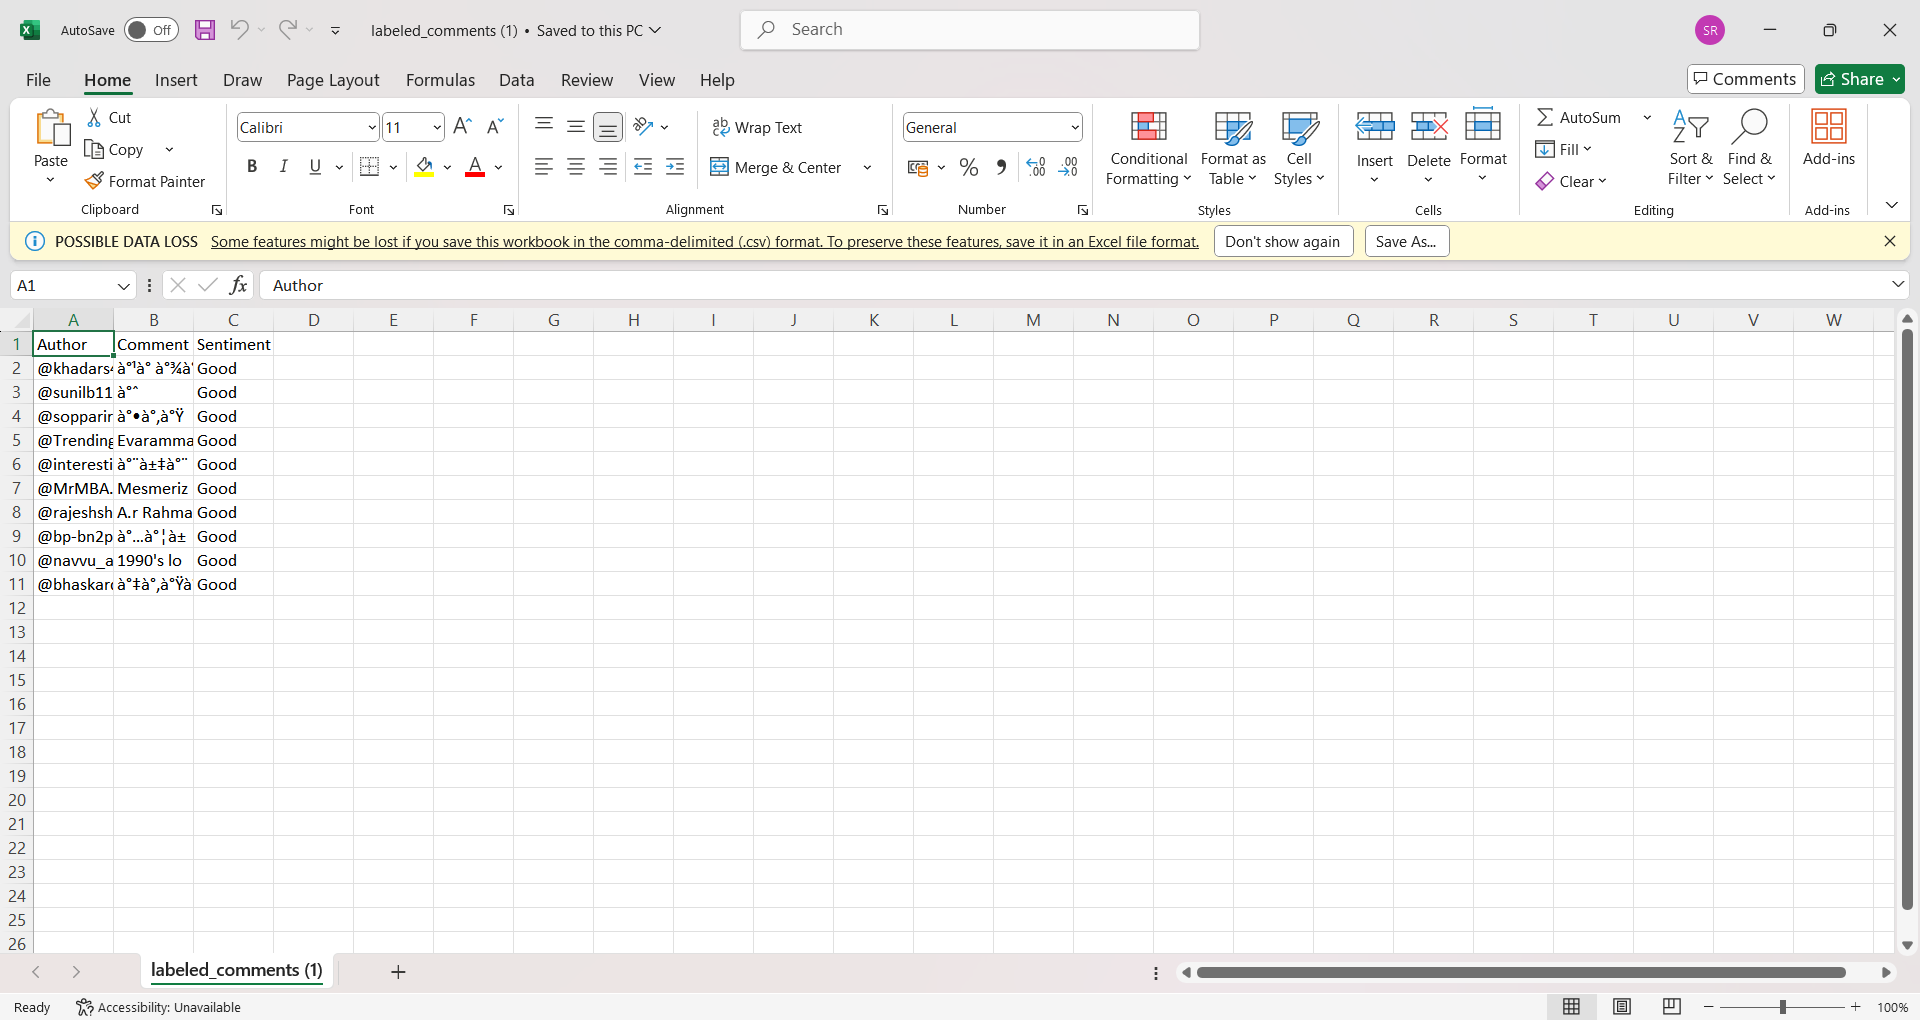 AutoSave Off labeled_comments (1) • Saved to this PC Search SR
File Home Insert Draw Page Layout Formulas Data Review View Help Comments Share
Paste Cut Copy Format Painter Clipboard
Calibri 11 B I U A Font
Wrap Text Merge & Center Alignment
General % Number
Conditional Formatting Format as Table Cell Styles Styles
Insert Delete Format Cells
AutoSum Fill Clear Sort & Filter Find & Select Editing
Add-ins Add-ins
POSSIBLE DATA LOSS Some features might be lost if you save this workbook in the comma-delimited (.csv) format. To preserve these features, save it in an Excel file format. Don't show again Save As...
A1 fx Author
A B C D E F G H I J K L M N O P Q R S T U V W
1 Author Comment Sentiment
2 @khadars à°¹à° à°¾à° Good
3 @sunilb11 à°ˆ Good
4 @sopparir à°•à°‚à°Ÿ Good
5 @Trending Evaramma Good
6 @interesti à°¨à±‡à°¨ Good
7 @MrMBA. Mesmeriz Good
8 @rajeshsh A.r Rahma Good
9 @bp-bn2p à°…à°¦à± Good
10 @navvu_a 1990's lo Good
11 @bhaskar à°‡à°‚à°Ÿà Good
12
13
14
15
16
17
18
19
20
21
22
23
24
25
26
labeled_comments (1)
Ready Accessibility: Unavailable 100%